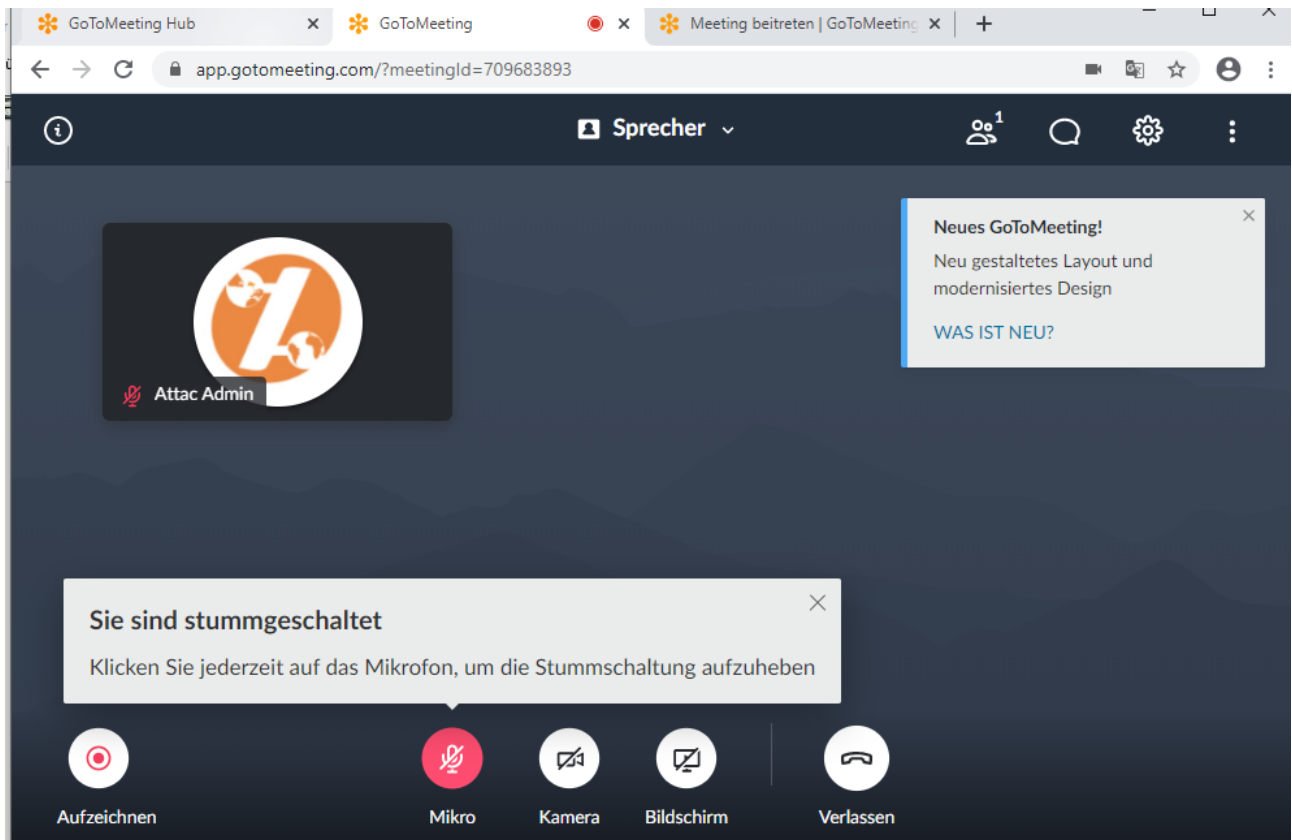 GoToMeeting Hub
GoToMeeting
Meeting beitreten | GoToMeeting
app.gotomeeting.com/?meetingId=709683893
Sprecher
1
Neues GoToMeeting!
Neu gestaltetes Layout und
modernisiertes Design
WAS IST NEU?
Attac Admin
Sie sind stummgeschaltet
Klicken Sie jederzeit auf das Mikrofon, um die Stummschaltung aufzuheben
Aufzeichnen
Mikro
Kamera
Bildschirm
Verlassen